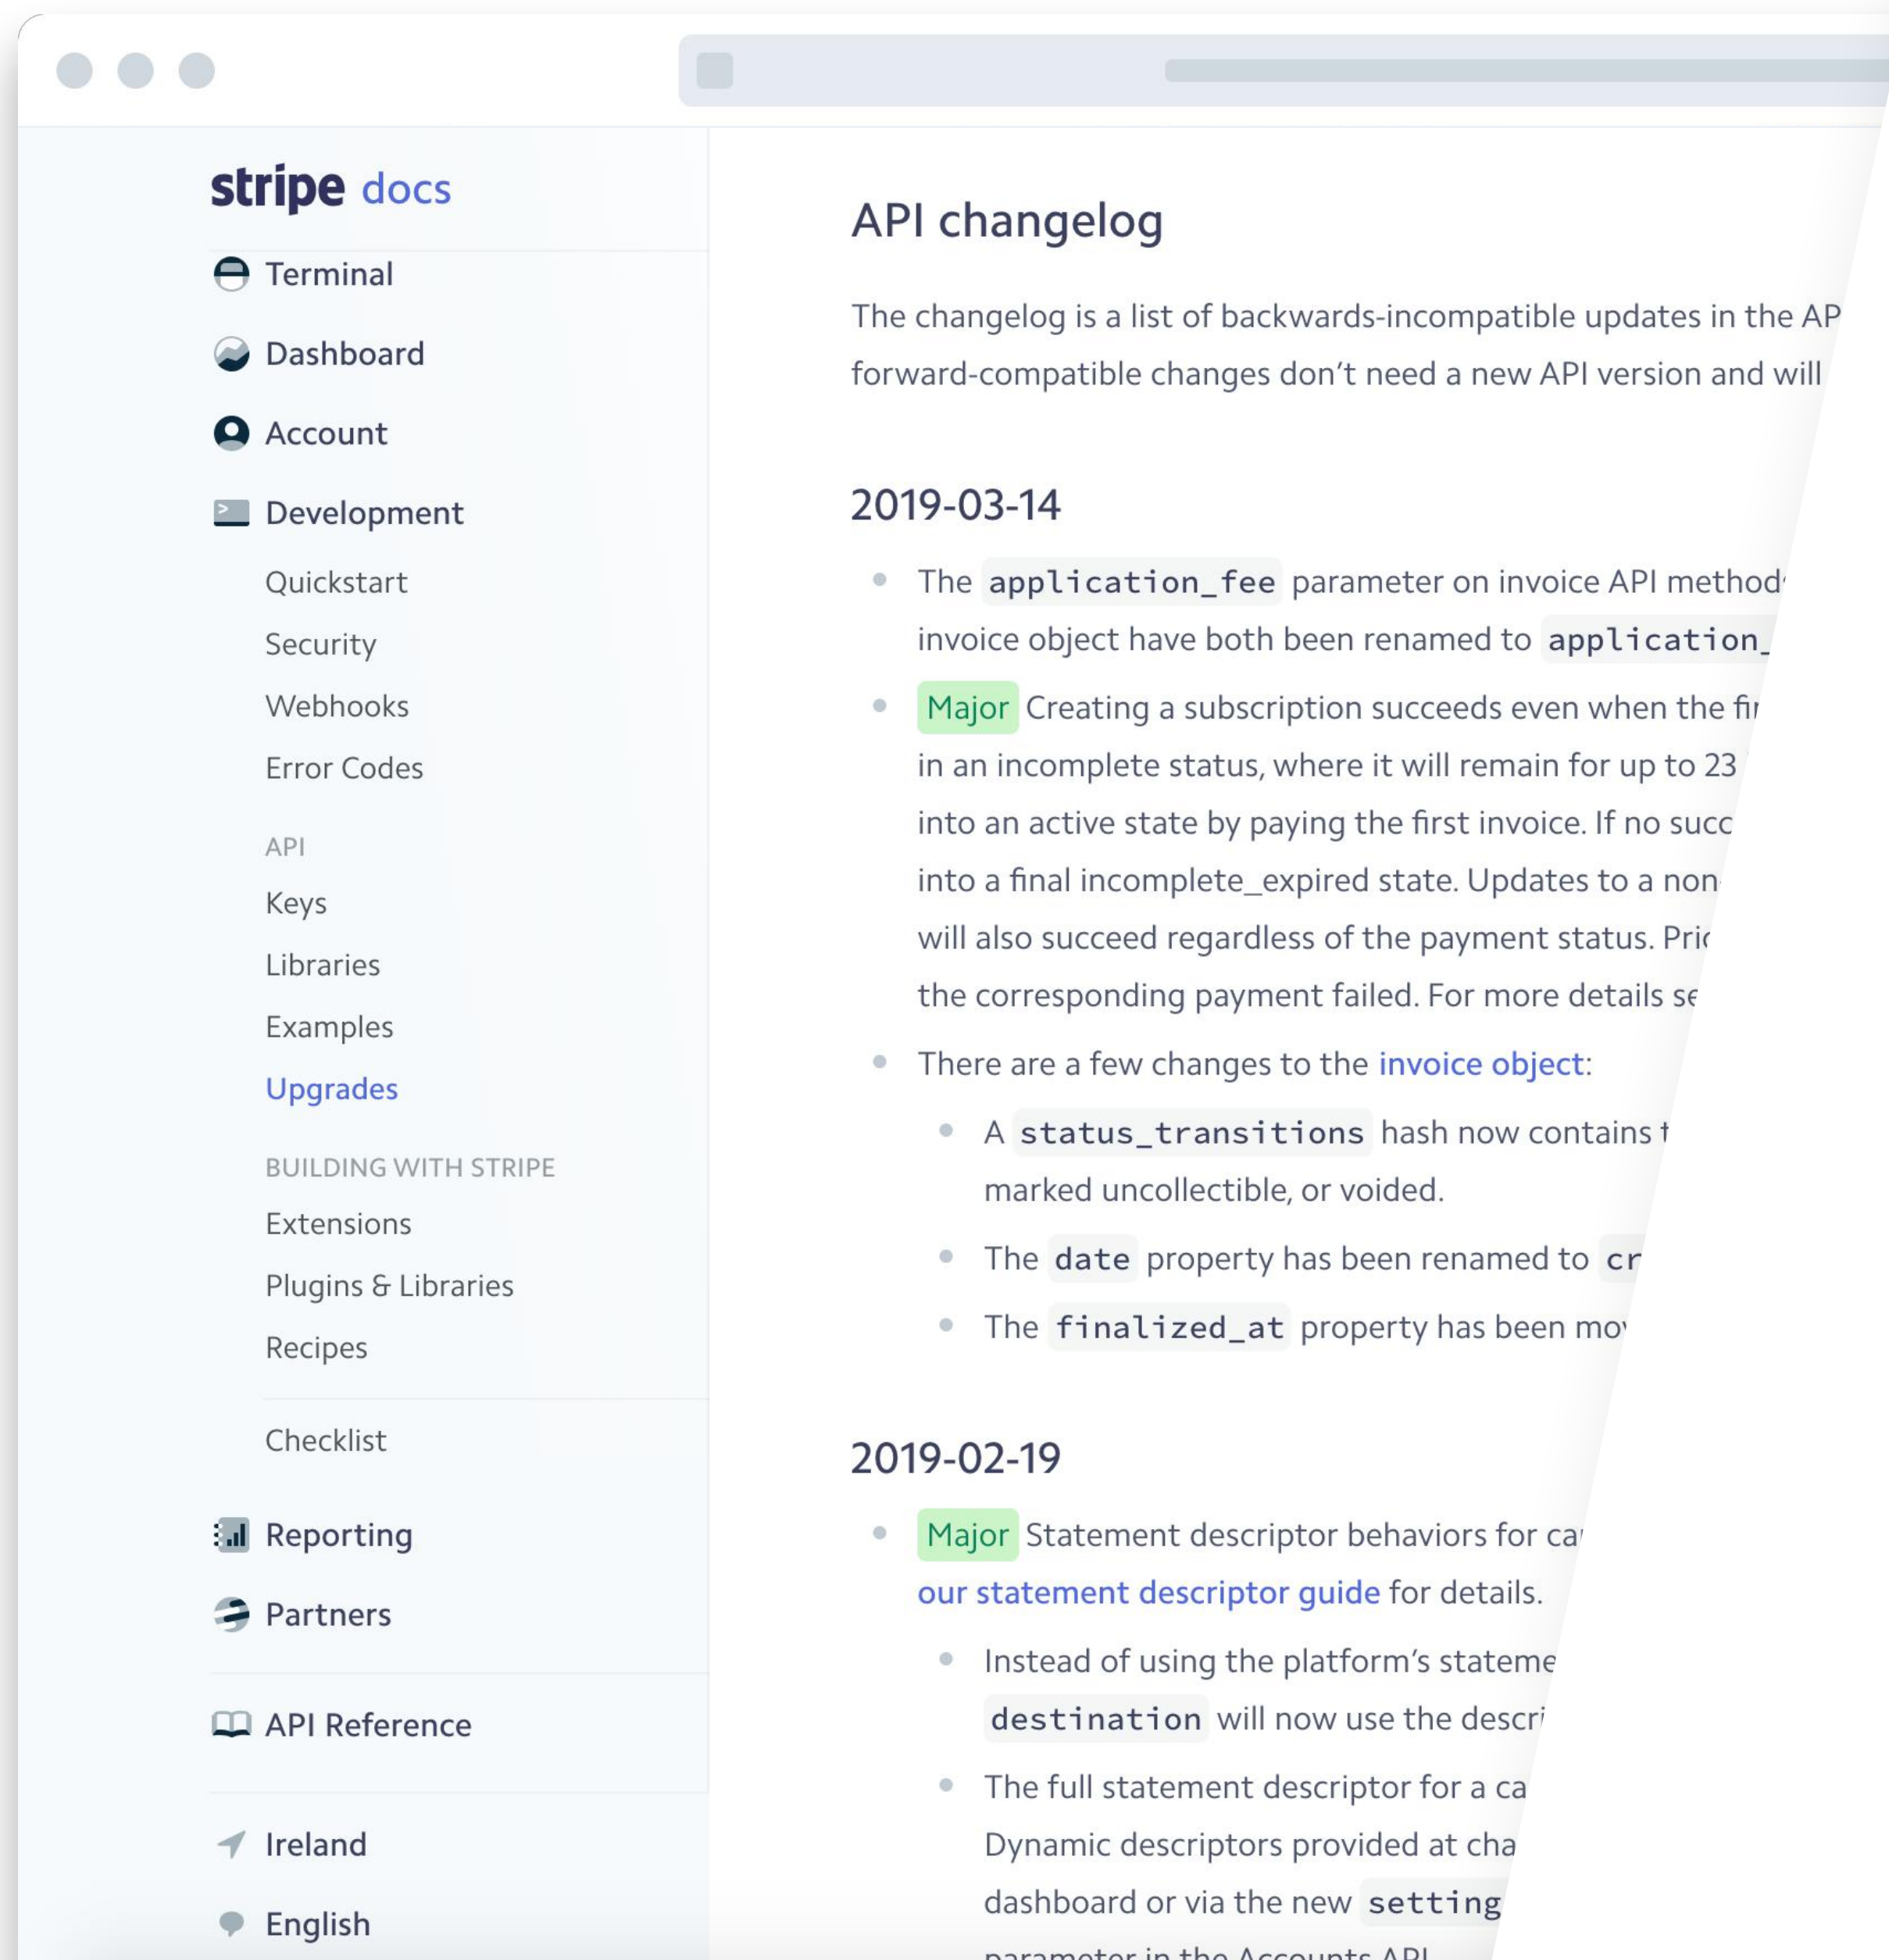 stripe docs
Terminal
Dashboard
Account
Development
Quickstart
Security
Webhooks
Error Codes
API
Keys
Libraries
Examples
Upgrades
BUILDING WITH STRIPE
Extensions
Plugins & Libraries
Recipes
Checklist
Reporting
Partners
API Reference
Ireland
English
API changelog
The changelog is a list of backwards-incompatible updates in the
forward-compatible changes don't need a new API version and will
2019-03-14
The application_fee parameter on invoice API
invoice object have both been renamed to application_
Major Creating a subscription succeeds even when the
in an incomplete status, where it will remain for up to 23
into an active state by paying the first invoice. If no
into a final incomplete_expired state. Updates to a
will also succeed regardless of the payment status.
the corresponding payment failed. For more details
There are a few changes to the invoice object:
A status_transitions hash now contains
marked uncollectible, or voided.
The date property has been renamed to
The finalized_at property has been
2019-02-19
Major Statement descriptor behaviors for
our statement descriptor guide for details.
Instead of using the platform's
destination will now use the
The full statement descriptor for a
Dynamic descriptors provided at
dashboard or via the new setting
parameter in the Accounts API